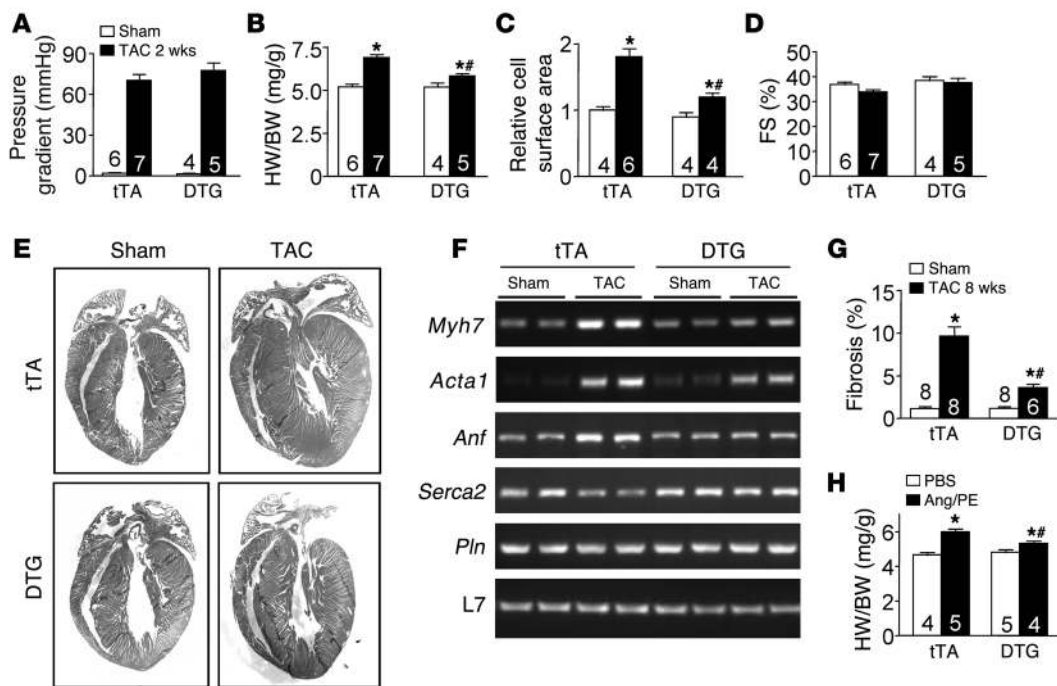 A
Sham
TAC 2 wks
Pressure
gradient (mmHg)
90
60
30
0
6
7
4
5
tTA
DTG
B
HW/BW (mg/g)
7.5
5.0
2.5
0
*
*#
6
7
4
5
tTA
DTG
C
Relative cell
surface area
2
1
0
*
*#
4
6
4
4
tTA
DTG
D
FS (%)
50
40
30
20
10
0
6
7
4
5
tTA
DTG
E
Sham
TAC
tTA
DTG
F
tTA
DTG
Sham
TAC
Sham
TAC
Myh7
Acta1
Anf
Serca2
Pln
L7
G
Sham
TAC 8 wks
Fibrosis (%)
15
10
5
0
*
*#
8
8
8
6
tTA
DTG
H
PBS
Ang/PE
HW/BW (mg/g)
6
4
2
0
*
*#
4
5
5
4
tTA
DTG